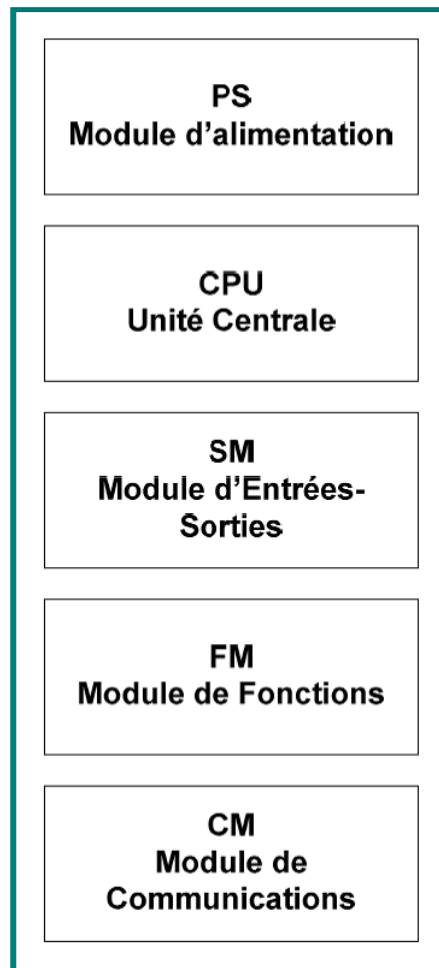 PS
Module d’alimentation
CPU
Unité Centrale
SM
Module d’Entrées-
Sorties
FM
Module de Fonctions
CM
Module de
Communications